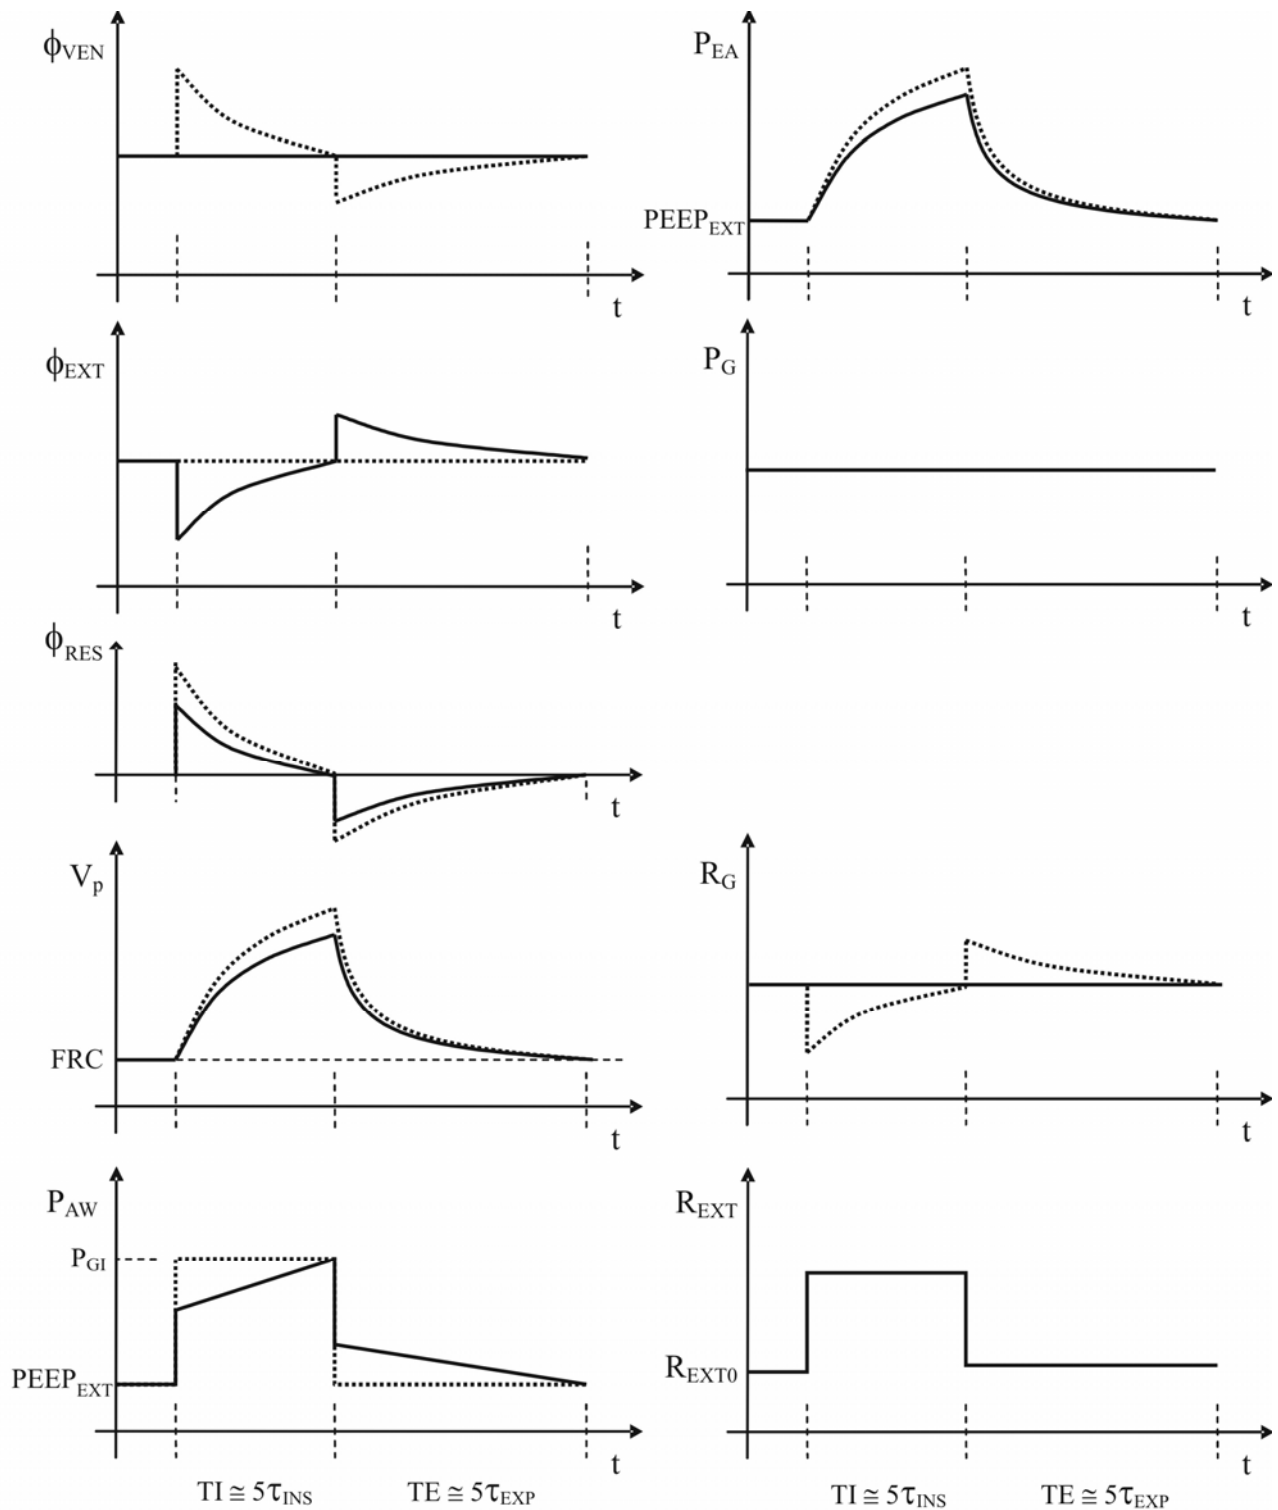 ϕVEN
t
PEA
PEEPEXT
t
ϕEXT
t
PG
t
ϕRES
t
Vp
FRC
t
RG
t
PAW
PGI
PEEPEXT
t
TI ≅ 5τINS
TE ≅ 5τEXP
REXT
REXT0
t
TI ≅ 5τINS
TE ≅ 5τEXP